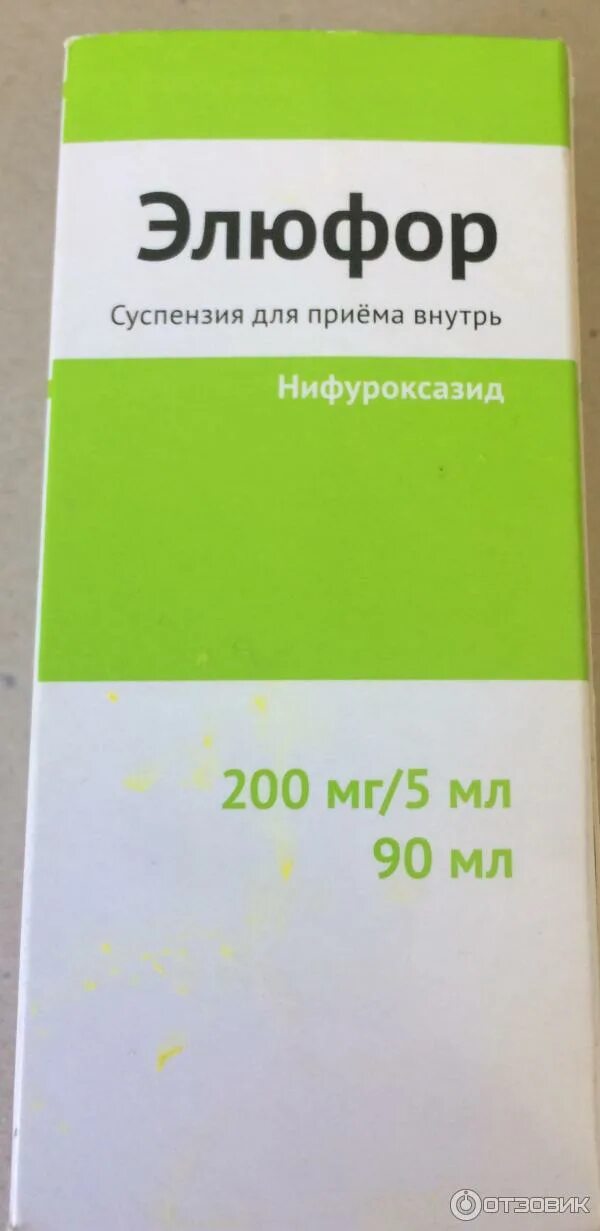 Элюфор
Суспензия для приёма внутрь
Нифуроксазид
200 мг/5 мл
90 мл
ОТЗОВИК